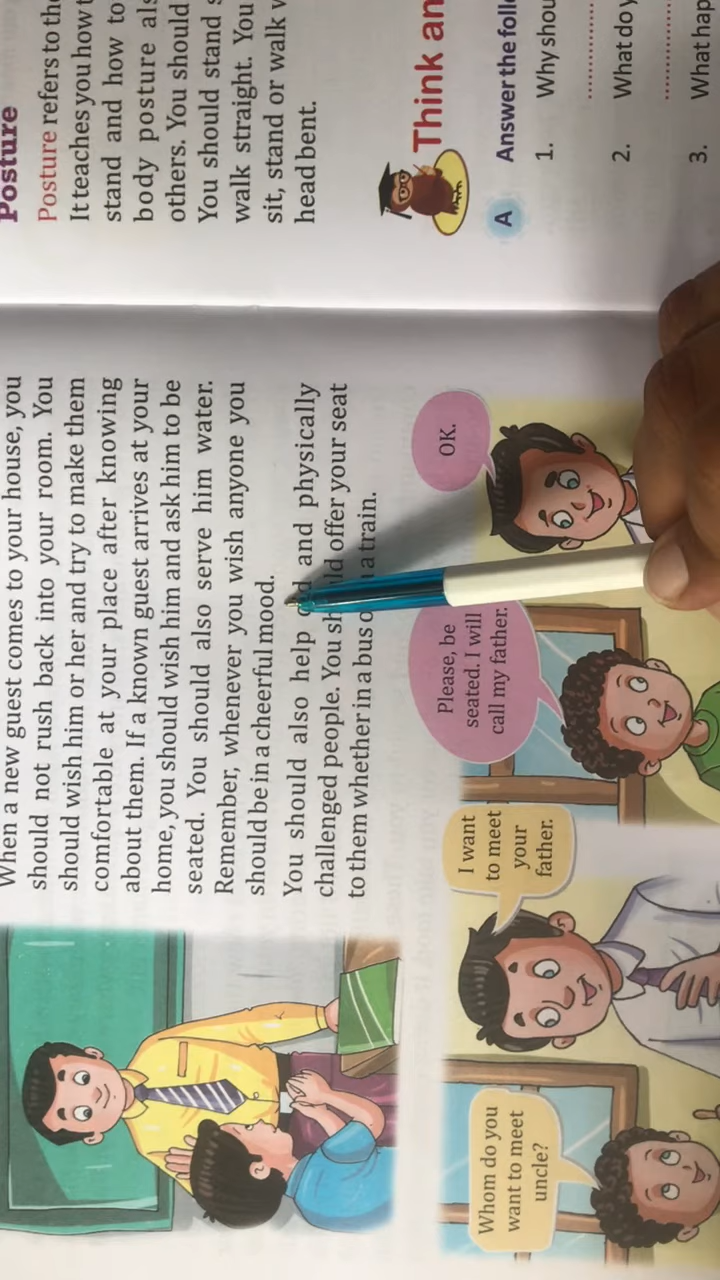 When a new guest comes to your house, you
should not rush back into your room. You
should wish him or her and try to make them
comfortable at your place after knowing
about them. If a known guest arrives at your
home, you should wish him and ask him to be
seated. You should also serve him water.
Remember, whenever you wish anyone you
should be in a cheerful mood.
You should also help and physically
challenged people. You offer your seat
to them whether in a bus a train.
Whom do you
want to meet
uncle?
I want
to meet
your
father.
Please, be
seated. I will
call my father.
OK.
Posture
Posture refers to
It teaches you how
stand and how to
body posture
others. You should
You should stand
walk straight. You
sit, stand or walk
head bent.
Think
A Answer the
1. Why
2. What do
3. What